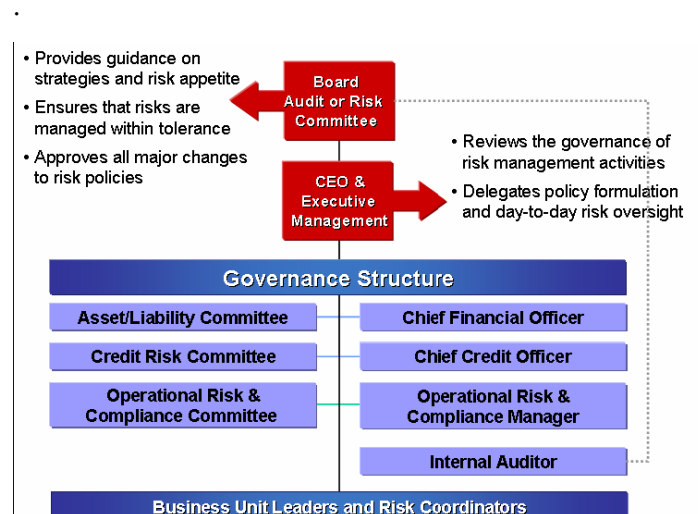 • Provides guidance on
strategies and risk appetite
• Ensures that risks are
managed within tolerance
• Approves all major changes
to risk policies
Board
Audit or Risk
Committee
• Reviews the governance of
risk management activities
• Delegates policy formulation
and day-to-day risk oversight
CEO &
Executive
Management
Governance Structure
Asset/Liability Committee
Chief Financial Officer
Credit Risk Committee
Chief Credit Officer
Operational Risk &
Compliance Committee
Operational Risk &
Compliance Manager
Internal Auditor
Business Unit Leaders and Risk Coordinators